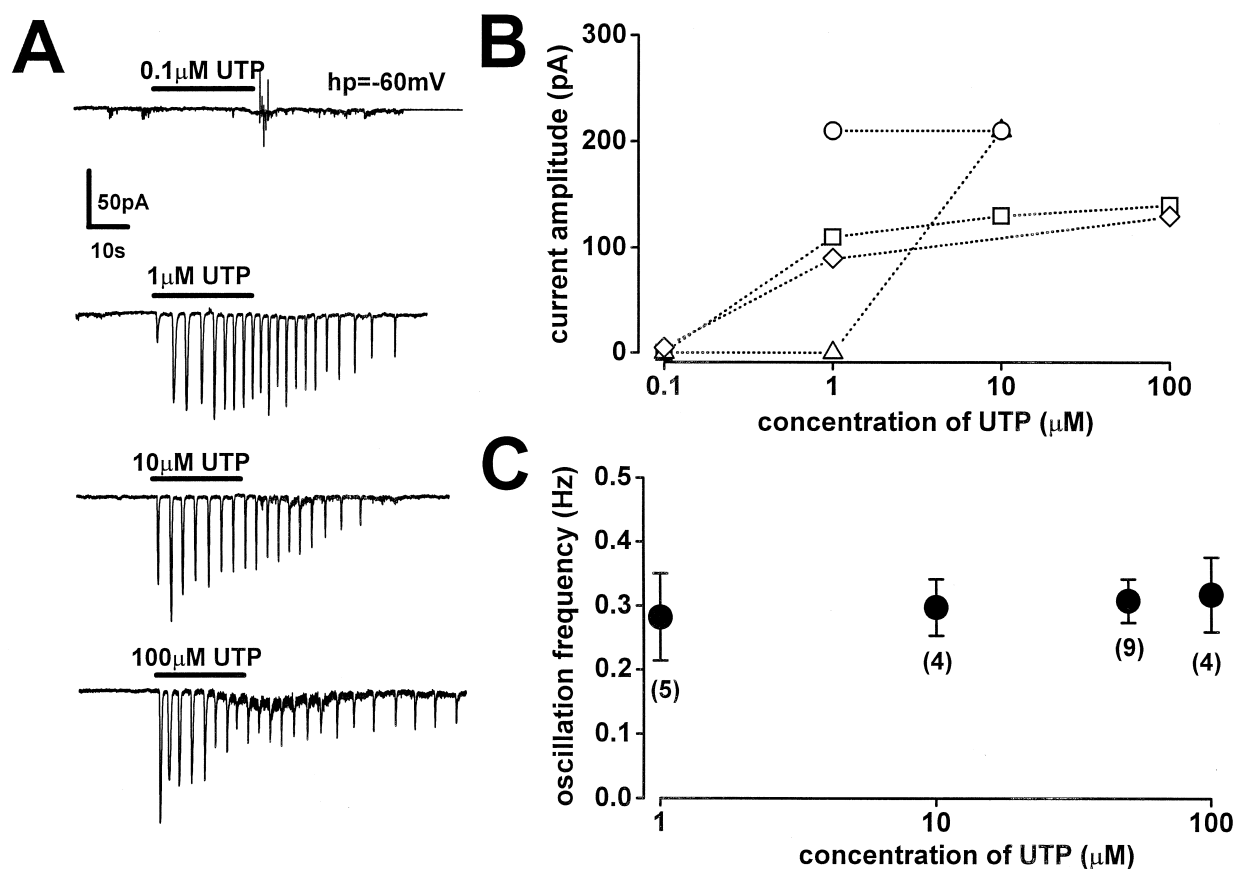 A
0.1μM UTP
hp=-60mV
50pA
10s
1μM UTP
10μM UTP
100μM UTP
B
current amplitude (pA)
300
200
100
0
0.1
1
10
100
concentration of UTP (μM)
C
oscillation frequency (Hz)
0.5
0.4
0.3
0.2
0.1
0.0
(5)
(4)
(9)
(4)
1
10
100
concentration of UTP (μM)